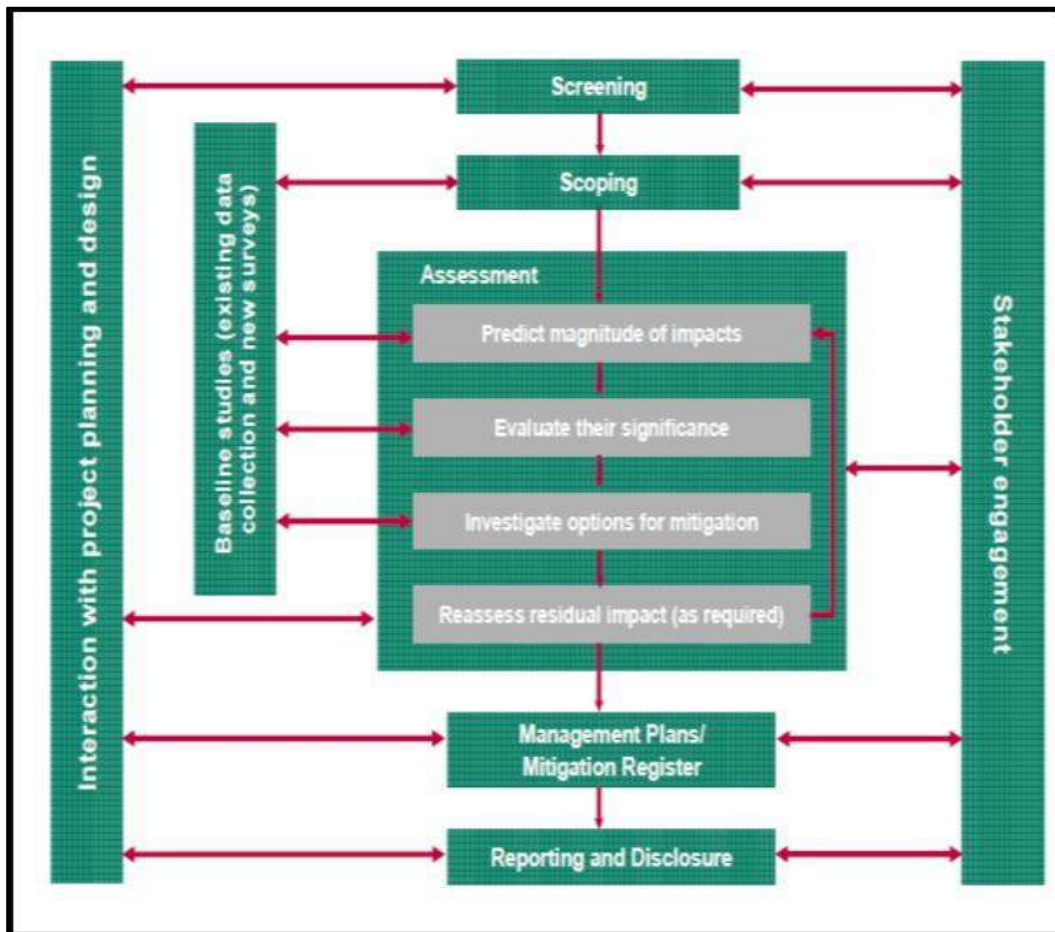 Screening
Scoping
Interaction with project planning and design
Baseline studies (existing data
collection and new surveys)
Assessment
Predict magnitude of impacts
Evaluate their significance
Investigate options for mitigation
Reassess residual impact (as required)
Stakeholder engagement
Management Plans/
Mitigation Register
Reporting and Disclosure